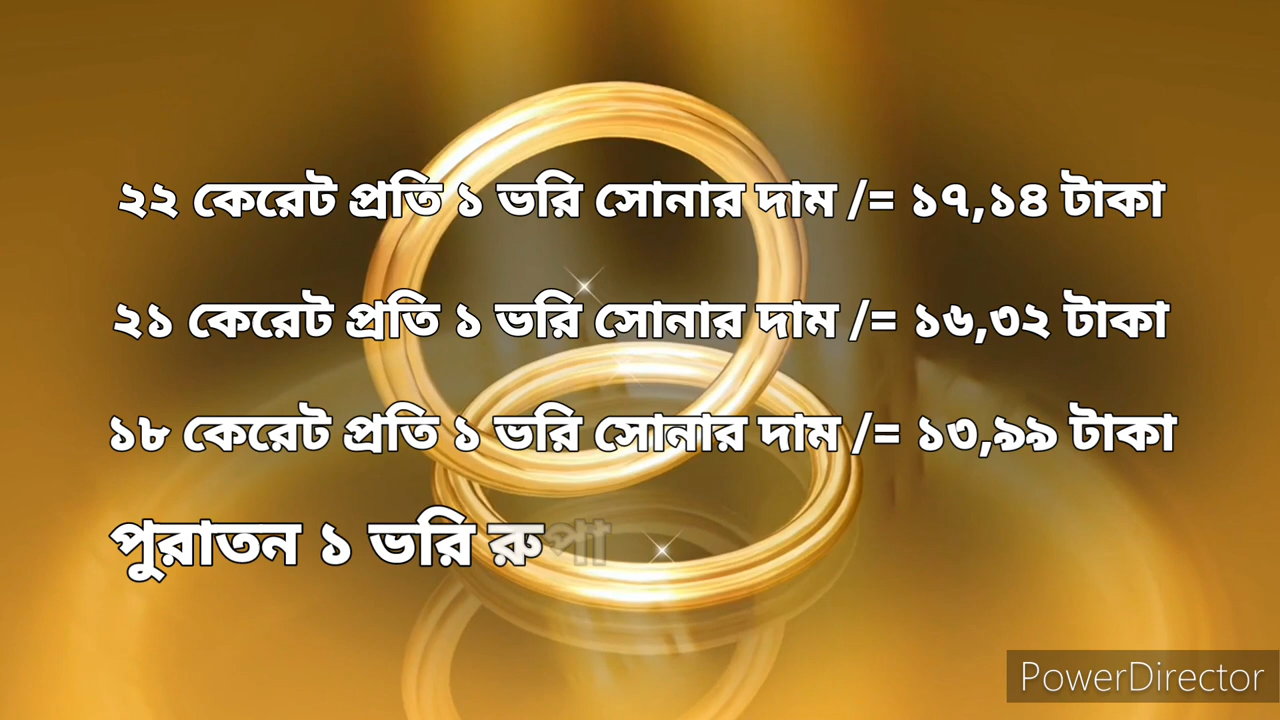 ২২ কেরেট প্রতি ১ ভরি সোনার দাম /= ১৭,১৪ টাকা
২১ কেরেট প্রতি ১ ভরি সোনার দাম /= ১৬,৩২ টাকা
১৮ কেরেট প্রতি ১ ভরি সোনার দাম /= ১৩,৯৯ টাকা
পুরাতন ১ ভরি রুপা
PowerDirector